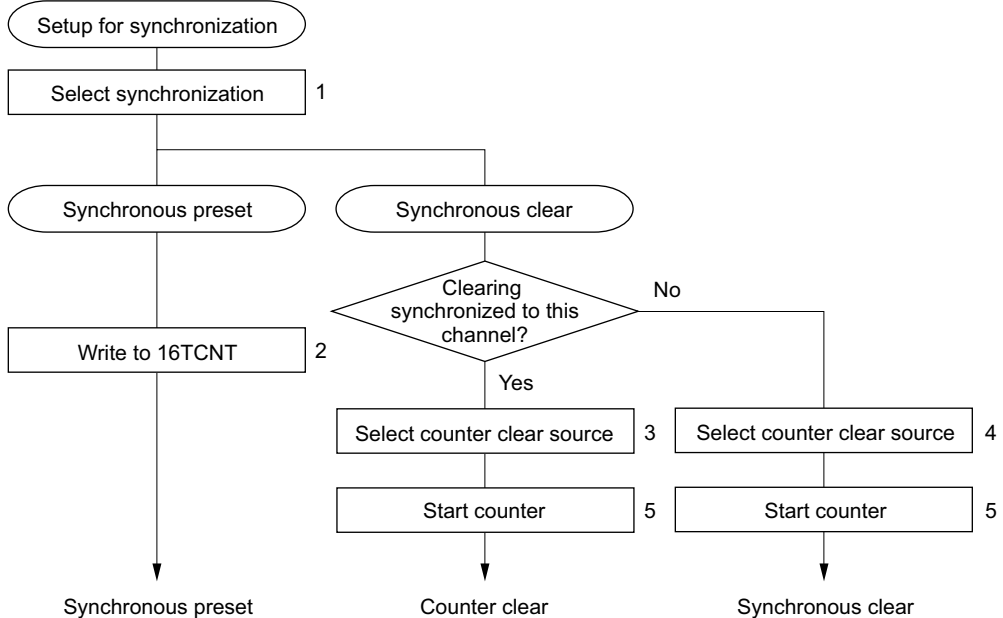 Setup for synchronization
Select synchronization 1
Synchronous preset
Synchronous clear
Clearing
synchronized to this
channel?
No
Yes
Write to 16TCNT 2
Select counter clear source 3
Select counter clear source 4
Start counter 5
Start counter 5
Synchronous preset
Counter clear
Synchronous clear